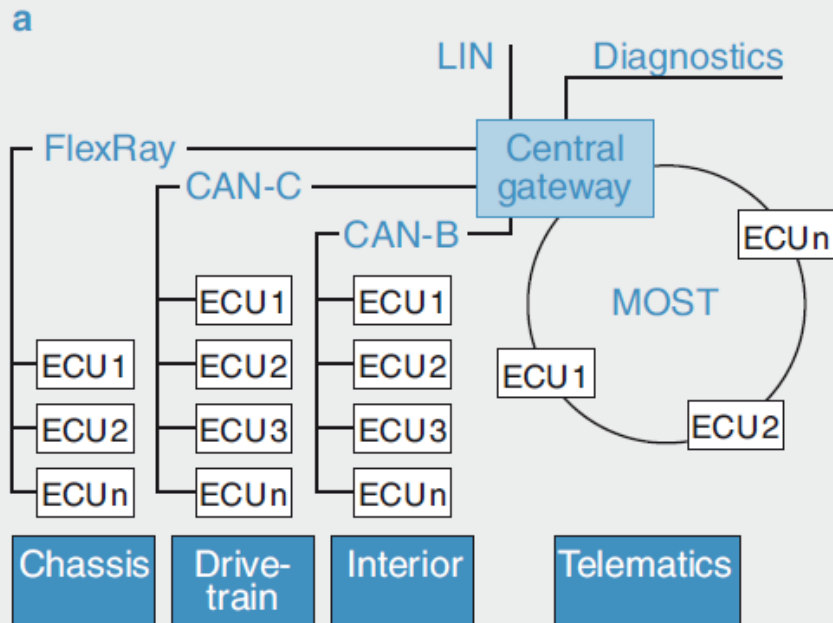 a
LIN
Diagnostics
FlexRay
Central
gateway
CAN-C
CAN-B
ECUn
MOST
ECU1
ECU1
ECU1
ECU2
ECU2
ECU1
ECU2
ECU2
ECU3
ECU3
ECUn
ECUn
ECUn
Chassis
Drive-
train
Interior
Telematics